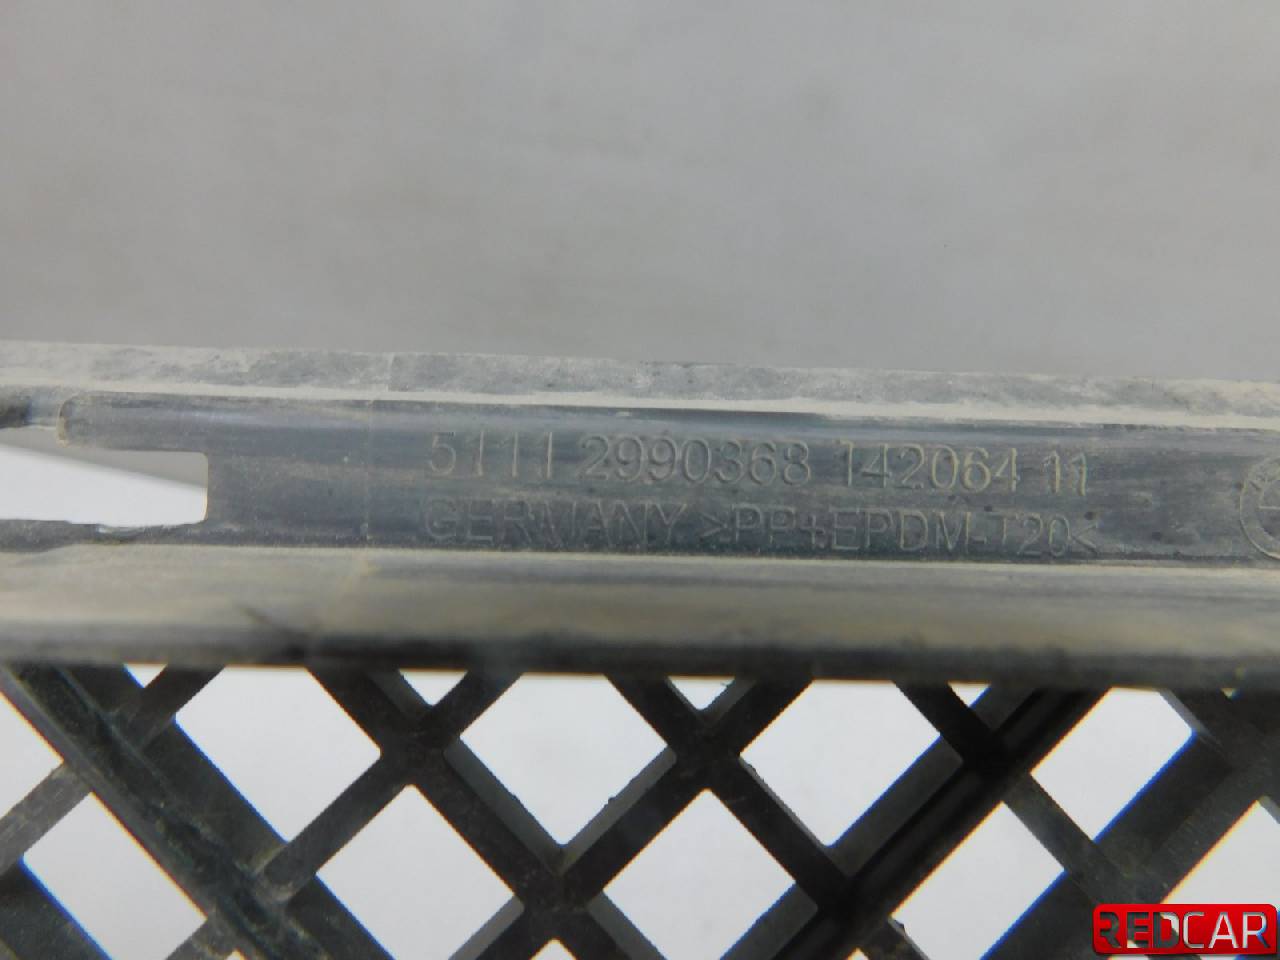 5111 2990368 142064 11
GERMANY >PP+EPDM-T20<
REDCAR